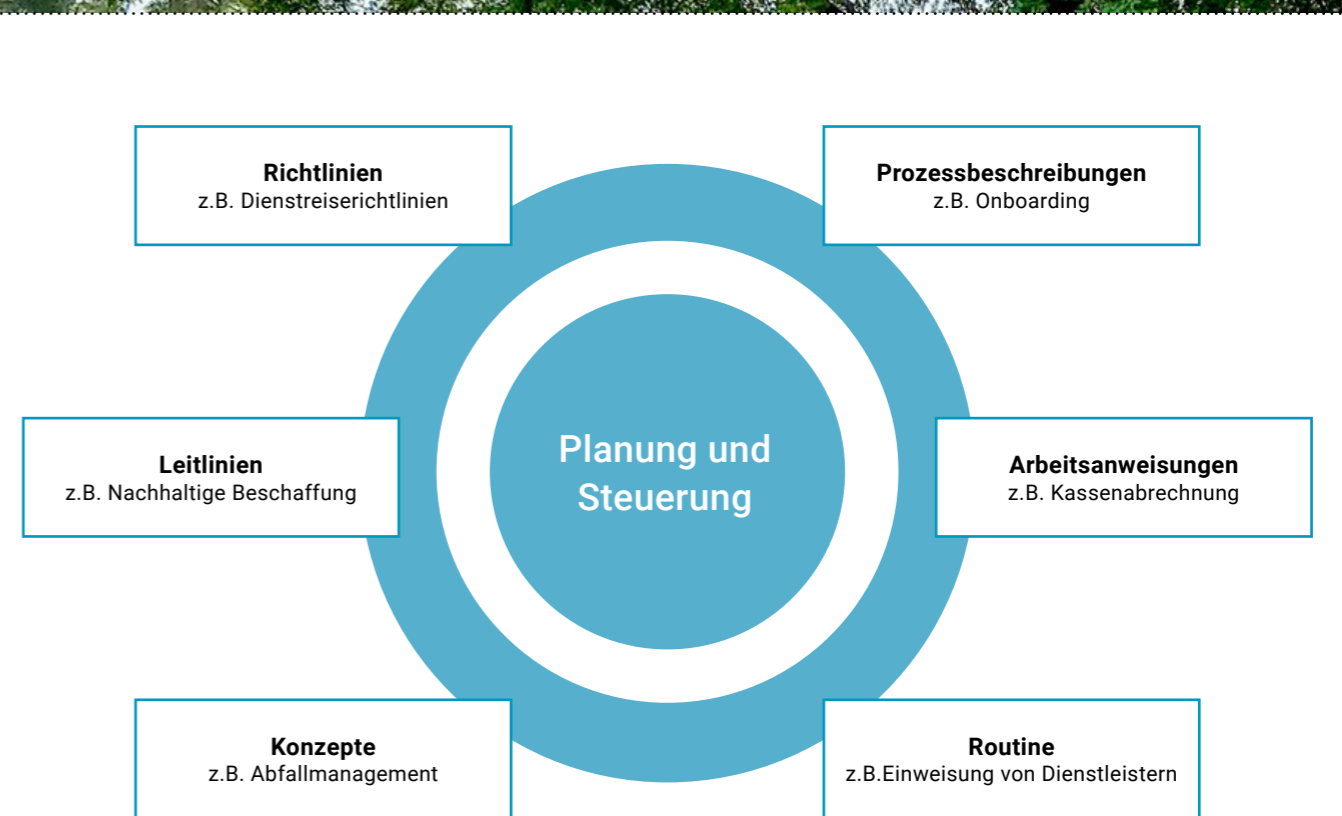 Richtlinien
z.B. Dienstreiserichtlinien
Prozessbeschreibungen
z.B. Onboarding
Leitlinien
z.B. Nachhaltige Beschaffung
Planung und
Steuerung
Arbeitsanweisungen
z.B. Kassenabrechnung
Konzepte
z.B. Abfallmanagement
Routine
z.B.Einweisung von Dienstleistern